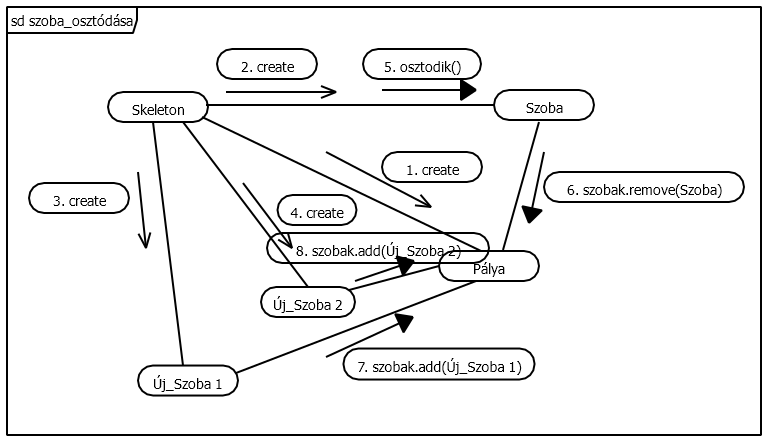 sd szoba_osztódása
2. create
5. osztodik()
Skeleton
Szoba
1. create
3. create
6. szobak.remove(Szoba)
4. create
8. szobak.add(Új_Szoba 2)
Pálya
Új_Szoba 2
7. szobak.add(Új_Szoba 1)
Új_Szoba 1